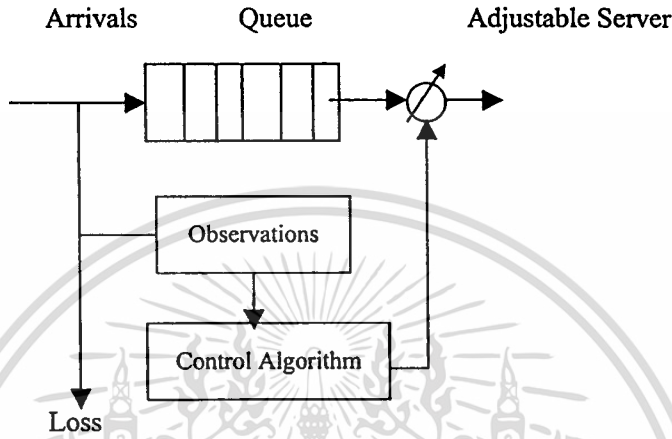 Arrivals
Queue
Adjustable Server
Observations
Control Algorithm
Loss